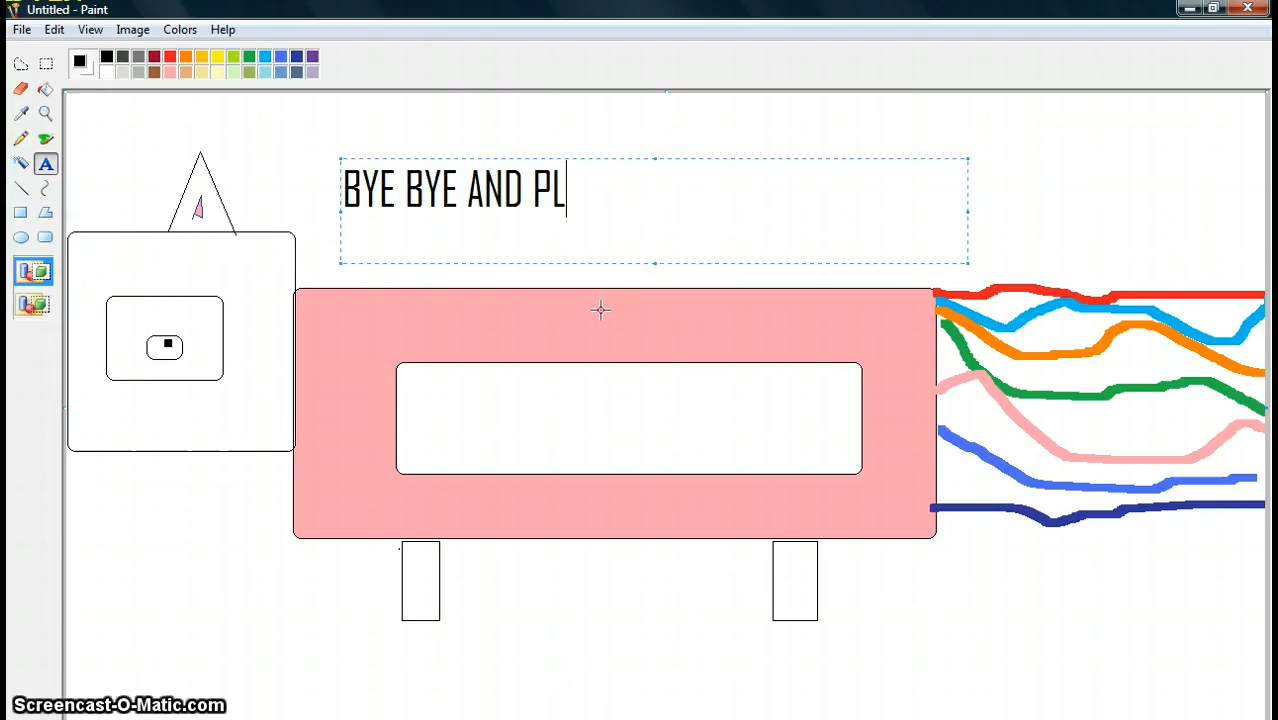 Untitled - Paint
File Edit View Image Colors Help
A
BYE BYE AND PL
Screencast-O-Matic.com